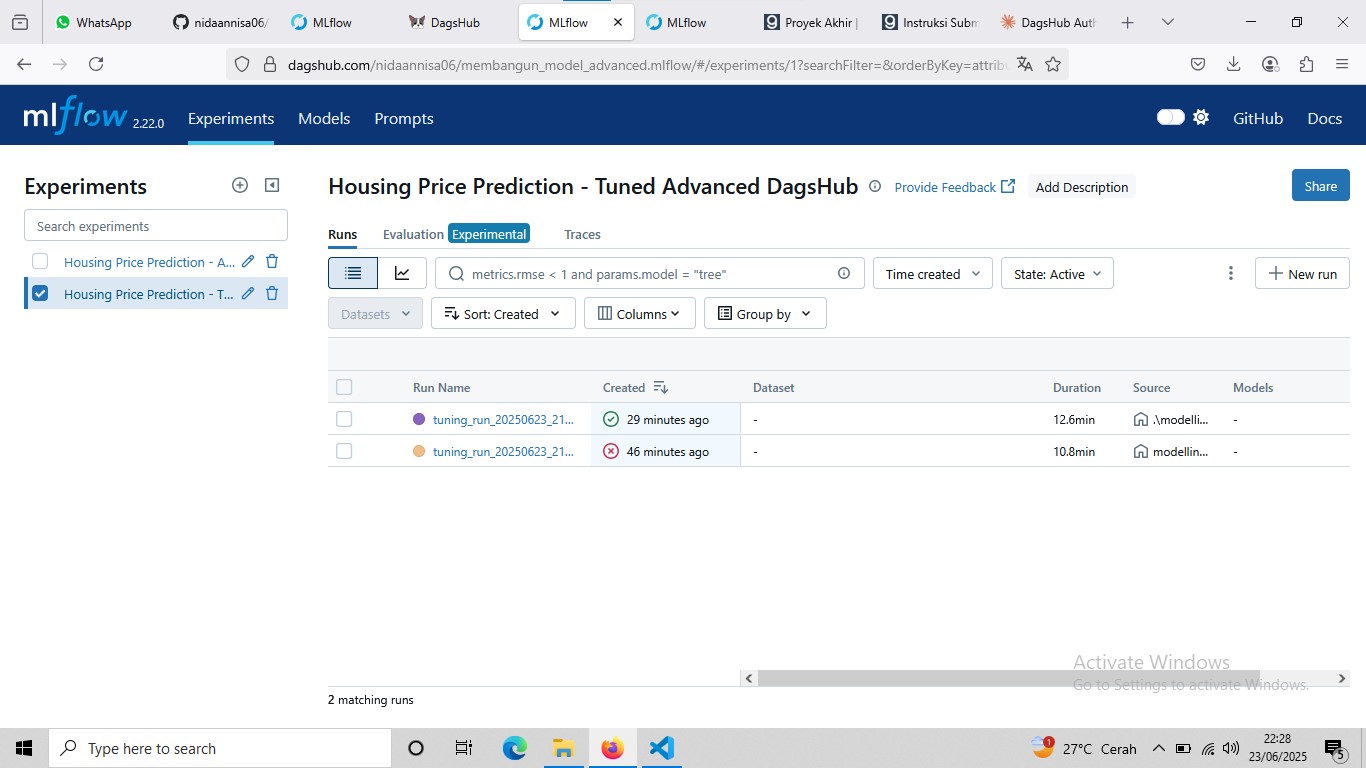 WhatsApp
nidaannisa06/
MLflow
DagsHub
MLflow
MLflow
Proyek Akhir |
Instruksi Subm
DagsHub Auth
dagshub.com/nidaannisa06/membangun_model_advanced.mlflow/#/experiments/1?searchFilter=&orderByKey=attribu
mlflow 2.22.0 Experiments Models Prompts GitHub Docs
Experiments
Search experiments
Housing Price Prediction - A...
Housing Price Prediction - T...
Housing Price Prediction - Tuned Advanced DagsHub Provide Feedback Add Description Share
Runs Evaluation Experimental Traces
metrics.rmse < 1 and params.model = "tree" Time created State: Active New run
Datasets Sort: Created Columns Group by
Run Name Created Dataset Duration Source Models
tuning_run_20250623_21... 29 minutes ago - 12.6min .\modelli... -
tuning_run_20250623_21... 46 minutes ago - 10.8min modellin... -
2 matching runs
Activate Windows
Go to Settings to activate Windows.
Type here to search
1
27°C Cerah
22:28
23/06/2025
5